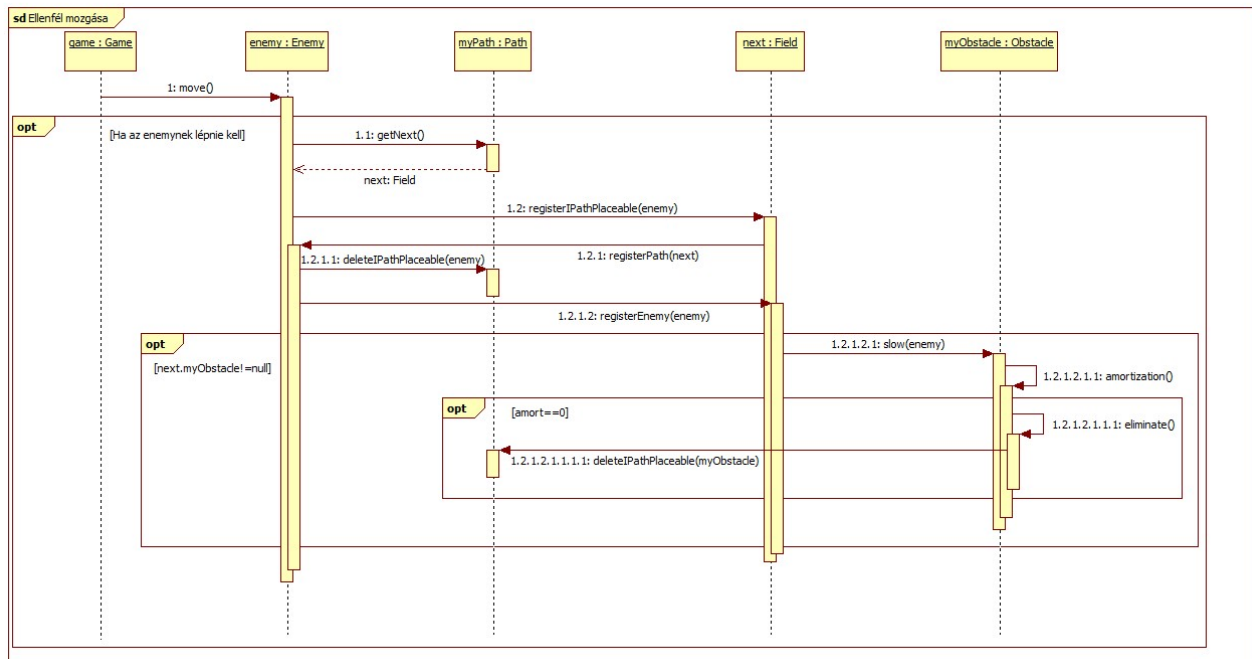 sd Ellenfél mozgása
game : Game
enemy : Enemy
myPath : Path
next : Field
myObstacle : Obstacle
1: move()
opt
[Ha az enemynek lépnie kell]
1.1: getNext()
next: Field
1.2: registerIPathPlaceable(enemy)
1.2.1: registerPath(next)
1.2.1.1: deleteIPathPlaceable(enemy)
1.2.1.2: registerEnemy(enemy)
opt
[next.myObstacle!=null]
1.2.1.2.1: slow(enemy)
1.2.1.2.1.1: amortization()
opt
[amort==0]
1.2.1.2.1.1.1: eliminate()
1.2.1.2.1.1.1.1: deleteIPathPlaceable(myObstacle)